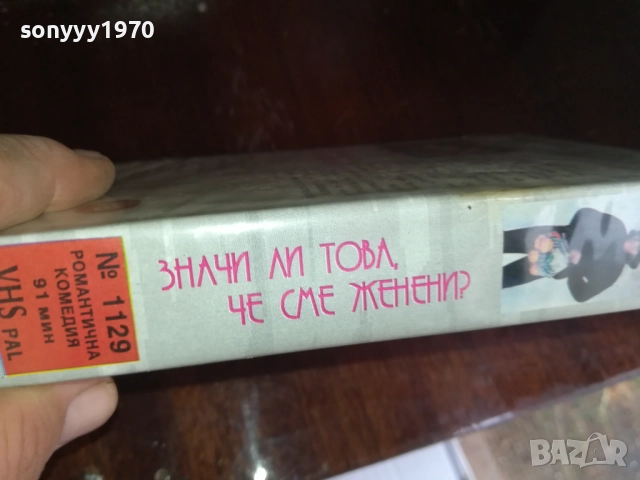 sonyyy1970
№ 1129
РОМАНТИЧНА
КОМЕДИЯ
91 МИН
VHS PAL
ЗНАЧИ ЛИ ТОВА,
ЧЕ СМЕ ЖЕНЕНИ?
BAZAR